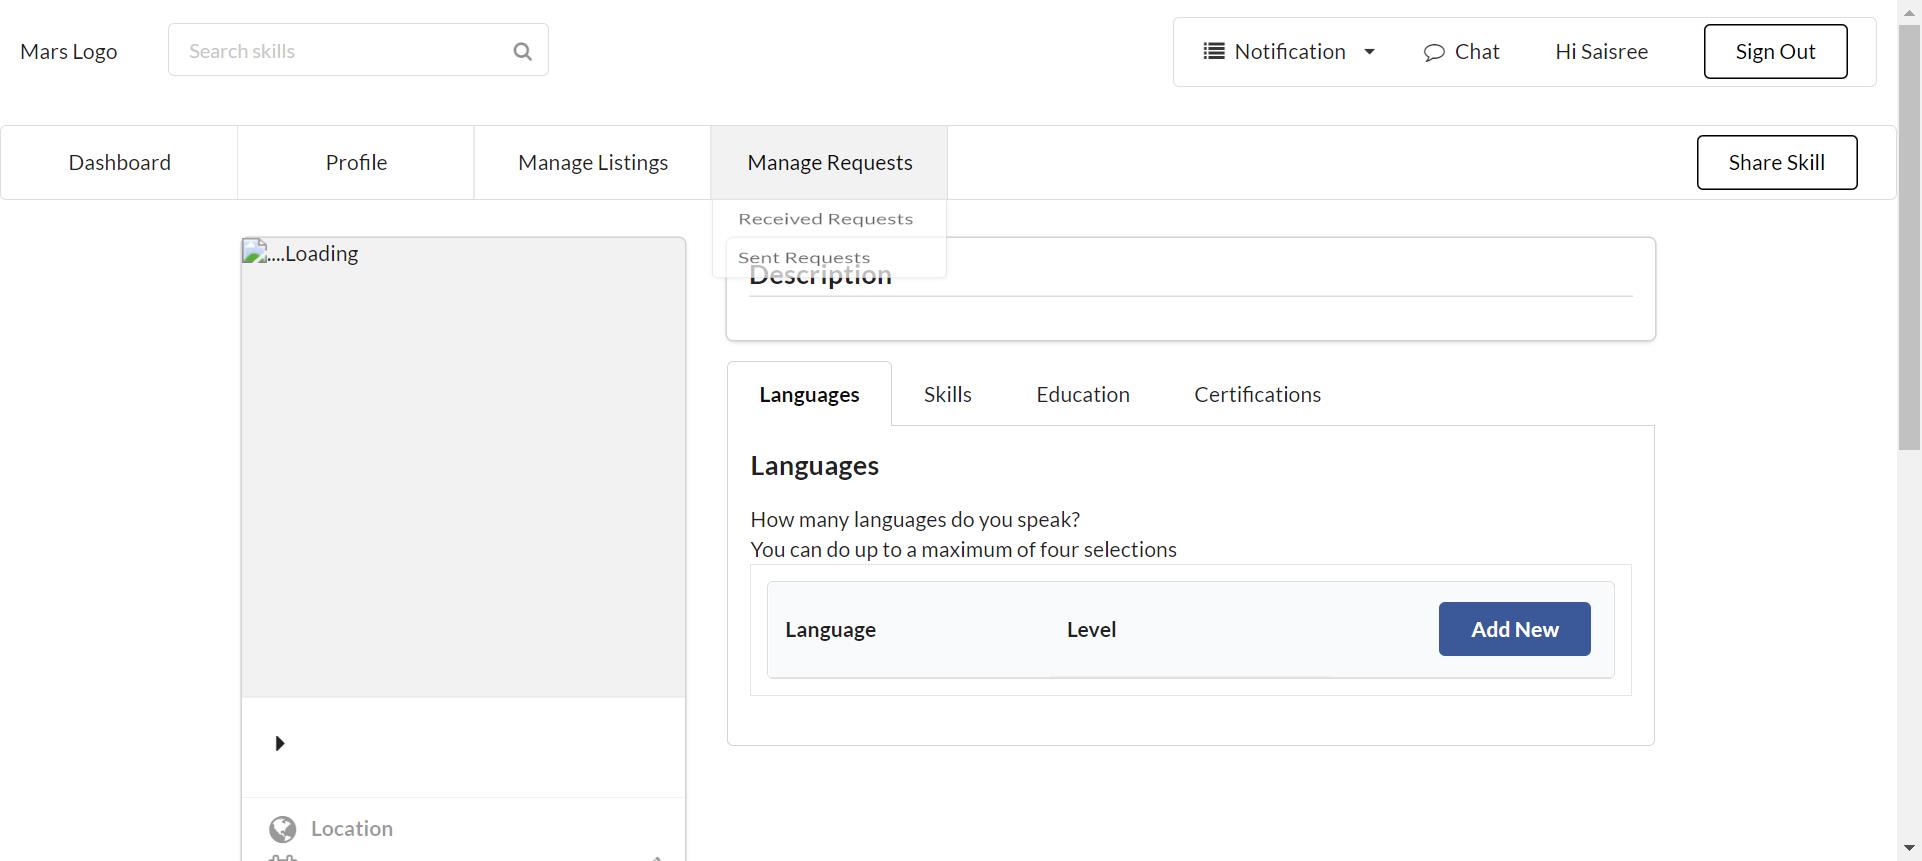 Mars Logo
Search skills
Notification
Chat
Hi Saisree
Sign Out
Dashboard
Profile
Manage Listings
Manage Requests
Share Skill
Received Requests
Sent Requests
....Loading
Description
Languages
Skills
Education
Certifications
Languages
How many languages do you speak?
You can do up to a maximum of four selections
Language
Level
Add New
Location